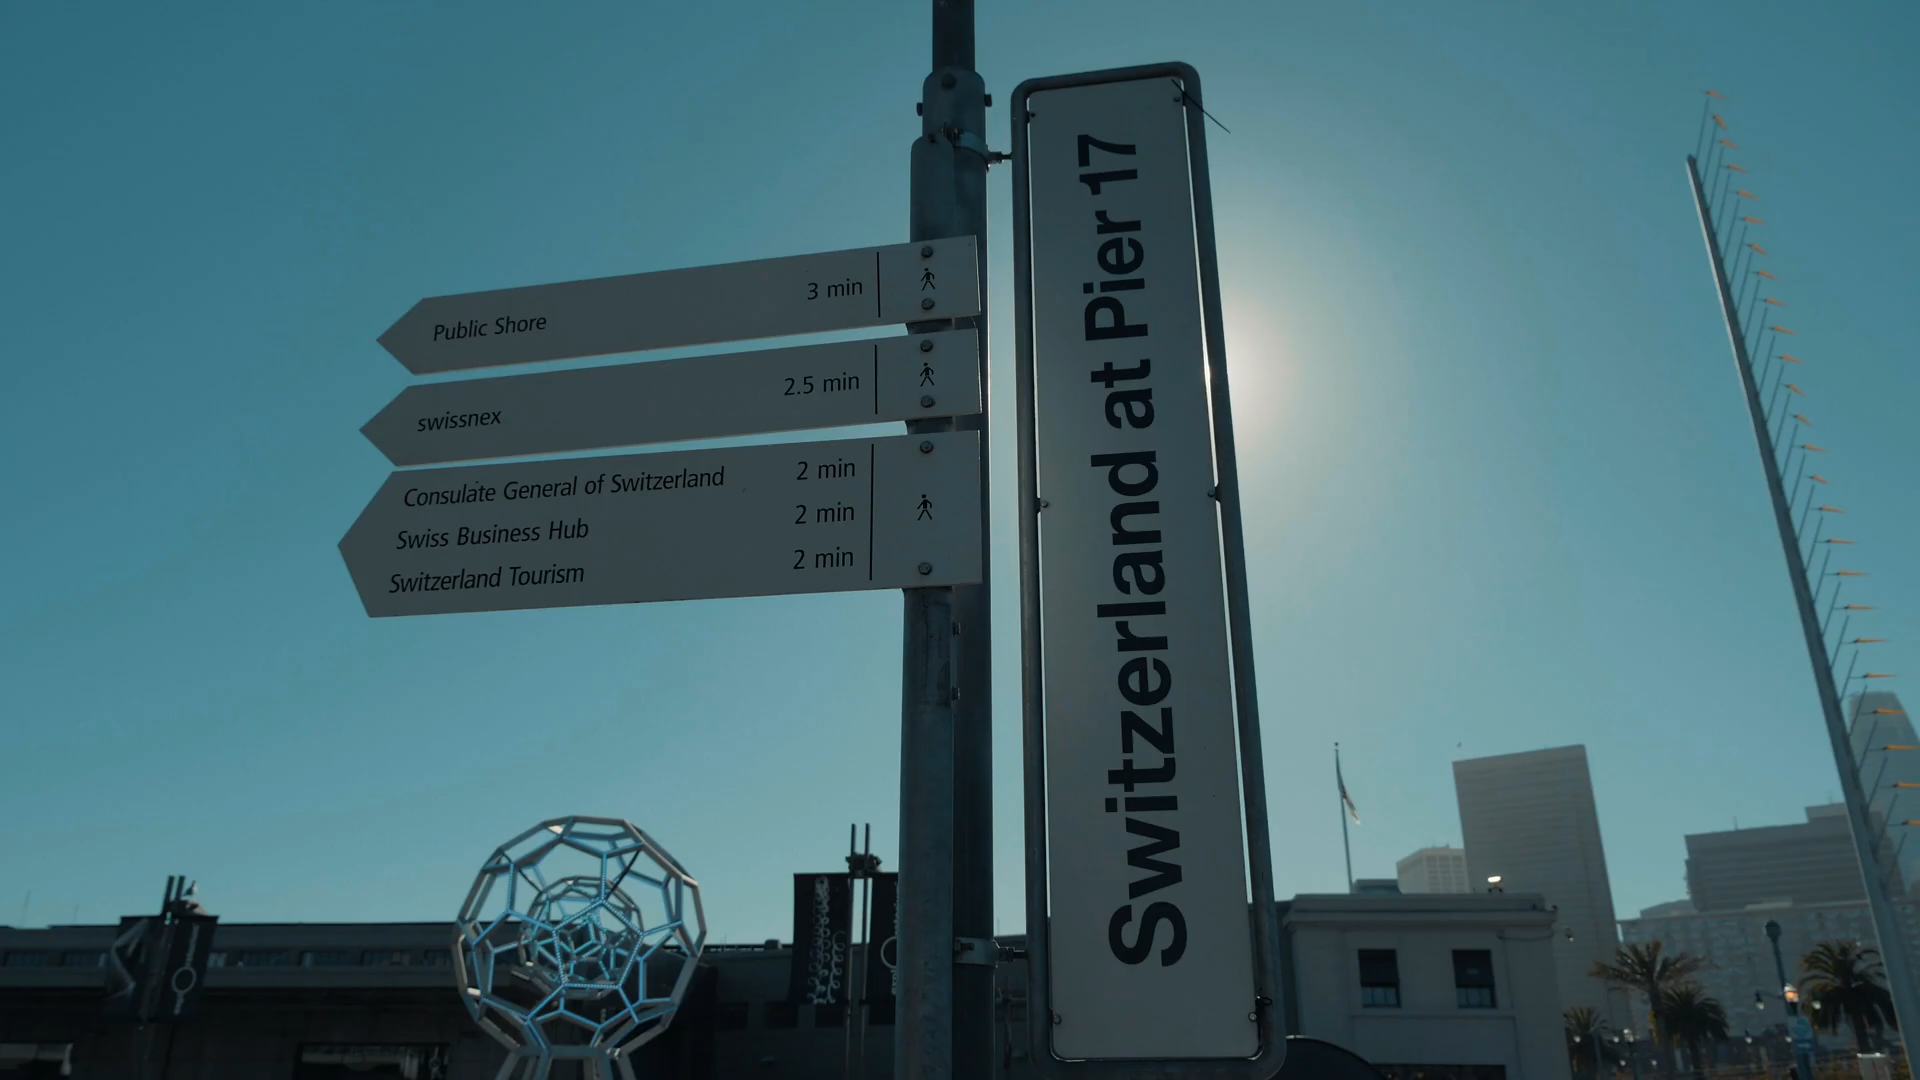 Public Shore 3 min
swissnex 2.5 min
Consulate General of Switzerland 2 min
Swiss Business Hub 2 min
Switzerland Tourism 2 min
Switzerland at Pier 17